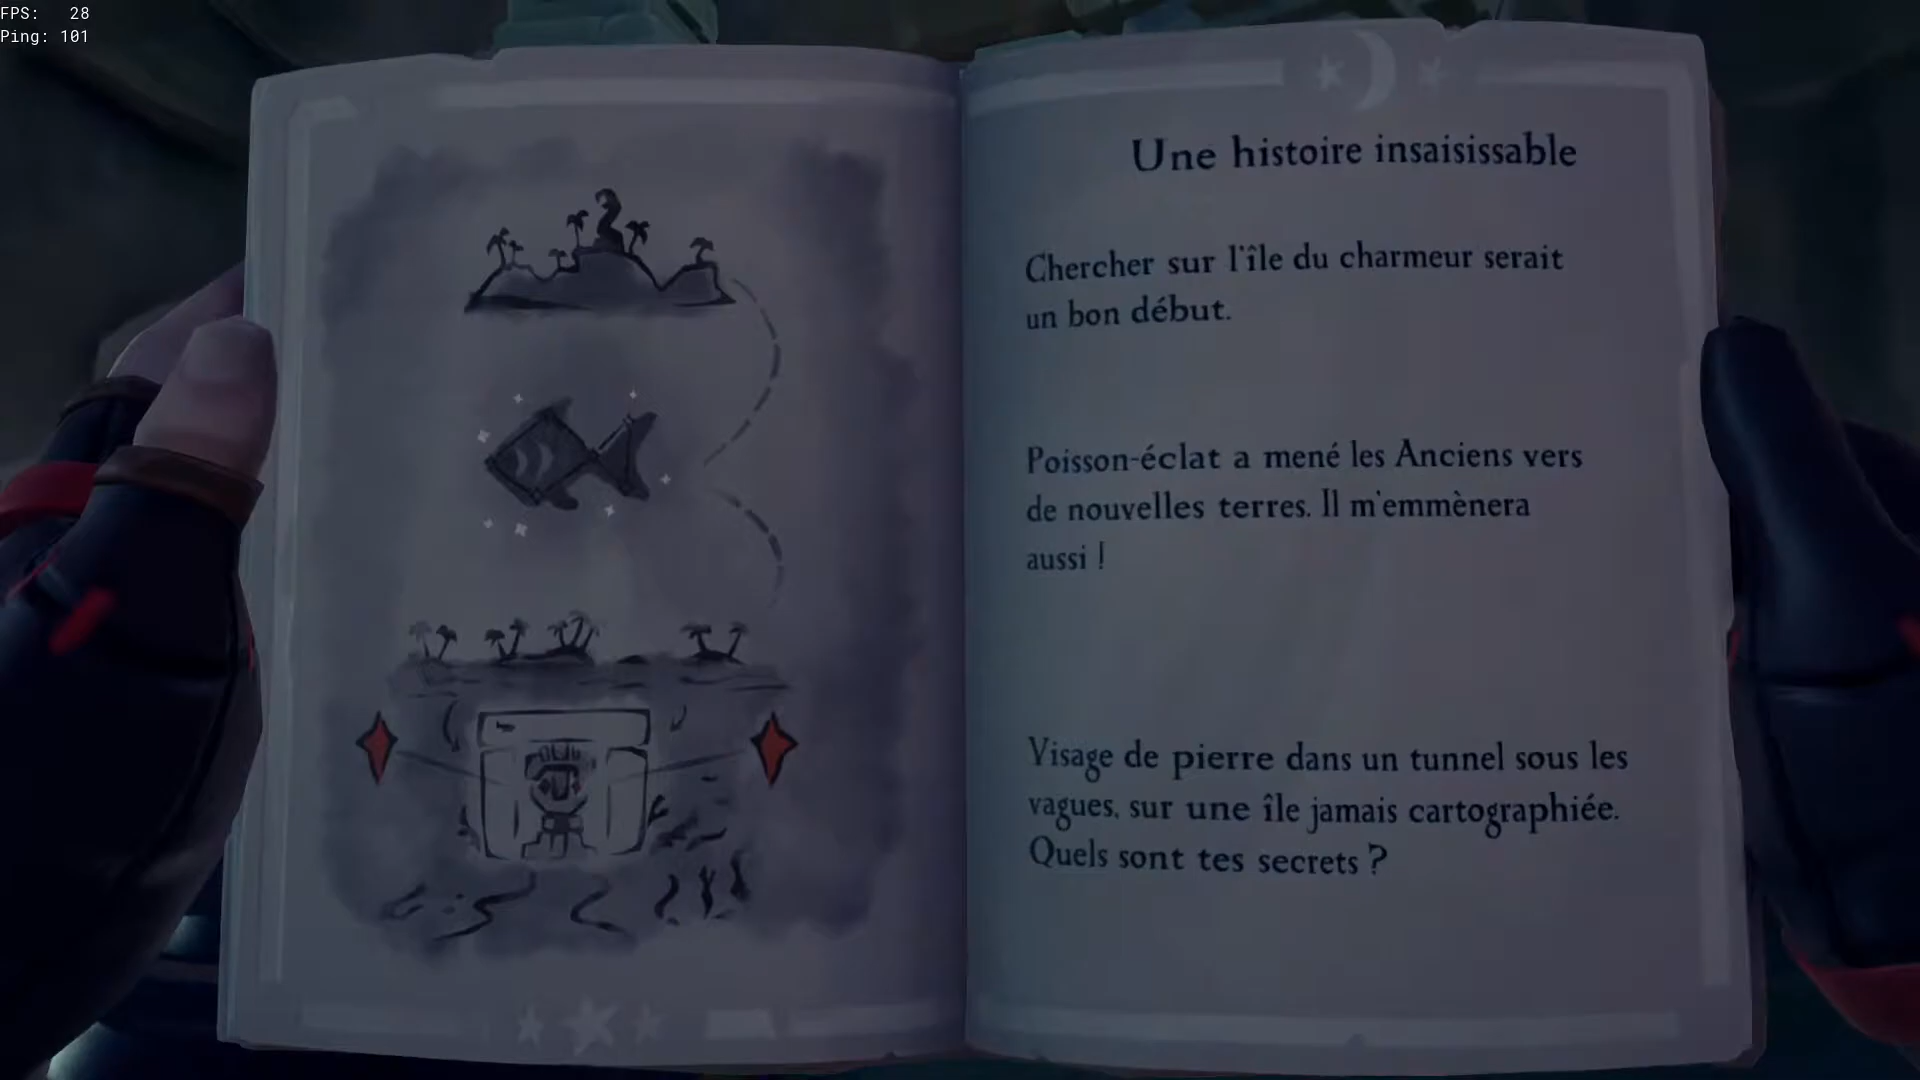 FPS: 28
Ping: 101
Une histoire insaisissable
Chercher sur l'île du charmeur serait
un bon début.
Poisson-éclat a mené les Anciens vers
de nouvelles terres. Il m'emmènera
aussi !
Visage de pierre dans un tunnel sous les
vagues, sur une île jamais cartographiée.
Quels sont tes secrets ?